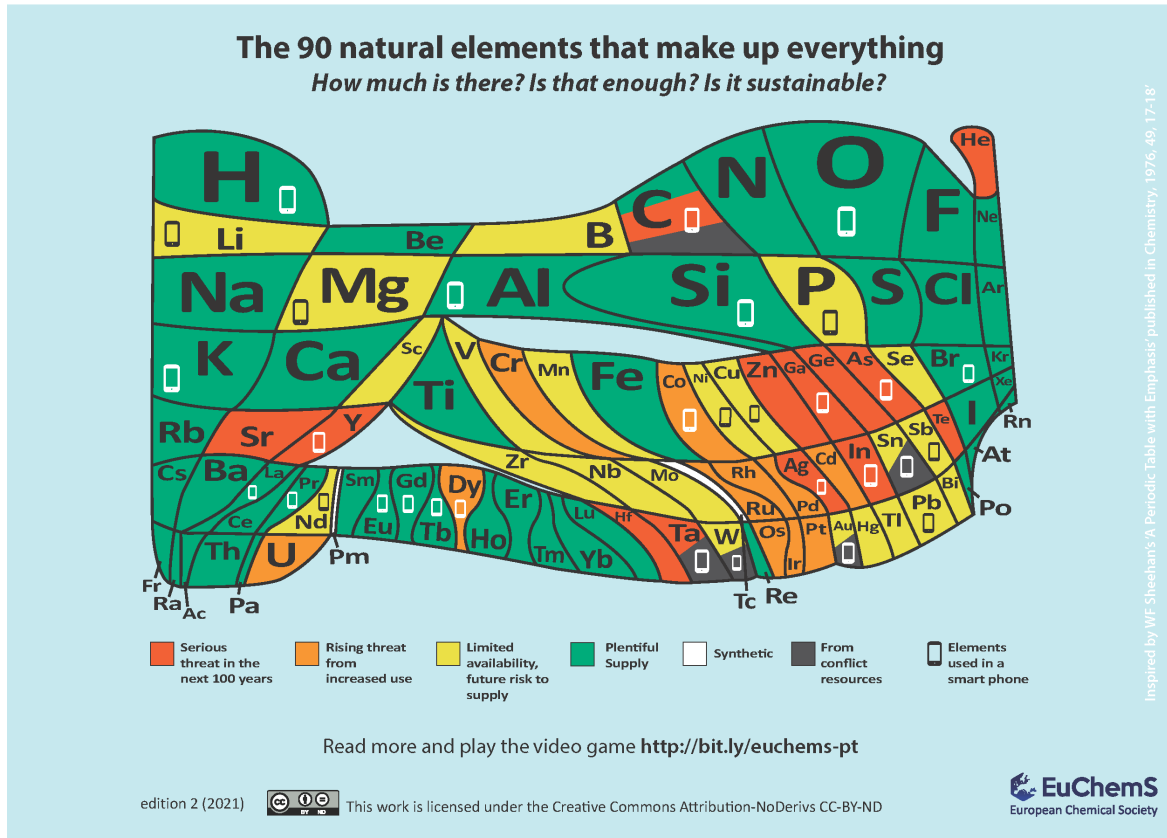 The 90 natural elements that make up everything
How much is there? Is that enough? Is it sustainable?
H
He
Li
Be
B
C
N
O
F
Ne
Na
Mg
Al
Si
P
S
Cl
Ar
K
Ca
Sc
Ti
V
Cr
Mn
Fe
Co
Ni
Cu
Zn
Ga
Ge
As
Se
Br
Kr
Rb
Sr
Y
Zr
Nb
Mo
Tc
Ru
Rh
Pd
Ag
Cd
In
Sn
Sb
Te
I
Xe
Cs
Ba
La
Ce
Pr
Nd
Pm
Sm
Eu
Gd
Tb
Dy
Ho
Er
Tm
Yb
Lu
Hf
Ta
W
Re
Os
Ir
Pt
Au
Hg
Tl
Pb
Bi
Po
At
Rn
Fr
Ra
Ac
Th
Pa
U
Serious
threat in the
next 100 years
Rising threat
from
increased use
Limited
availability,
future risk to
supply
Plentiful
Supply
Synthetic
From
conflict
resources
Elements
used in a
smart phone
Read more and play the video game http://bit.ly/euchems-pt
edition 2 (2021)
cc
BY ND
This work is licensed under the Creative Commons Attribution-NoDerivs CC-BY-ND
EuChemS
European Chemical Society
Inspired by WF Sheehan's 'A Periodic Table with Emphasis' published in Chemistry, 1976, 49, 17-18'